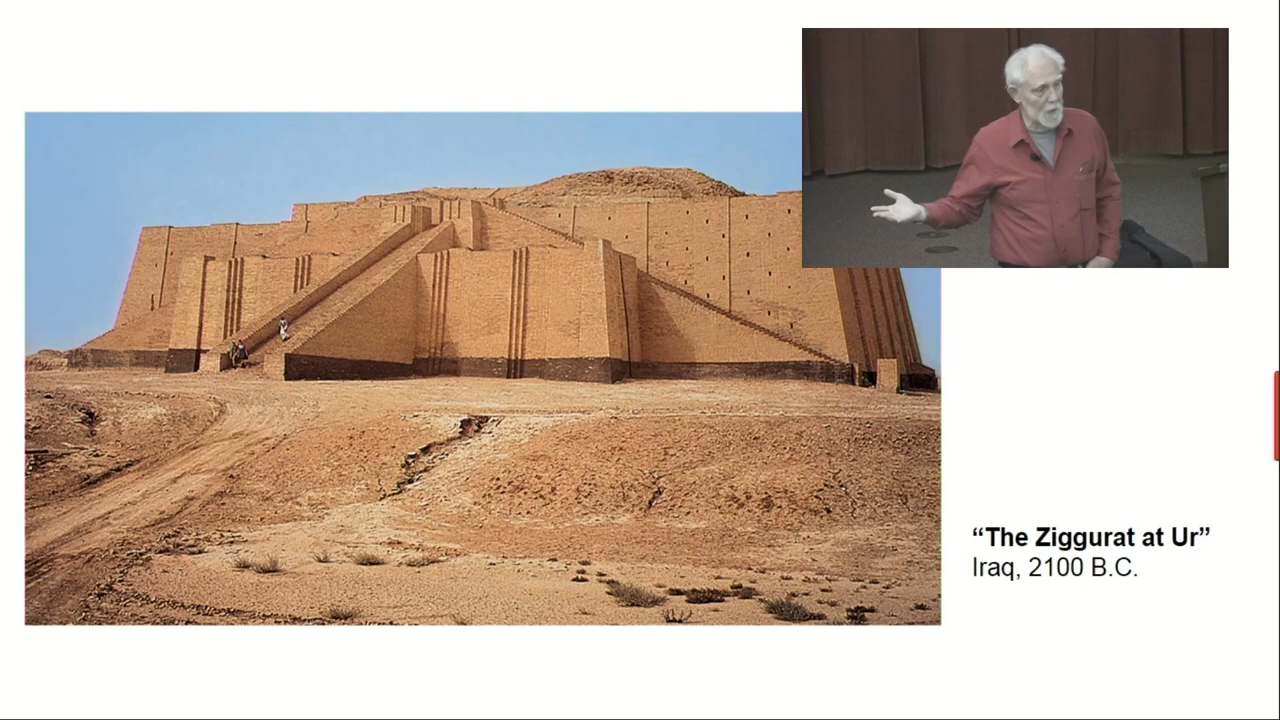 “The Ziggurat at Ur”
Iraq, 2100 B.C.